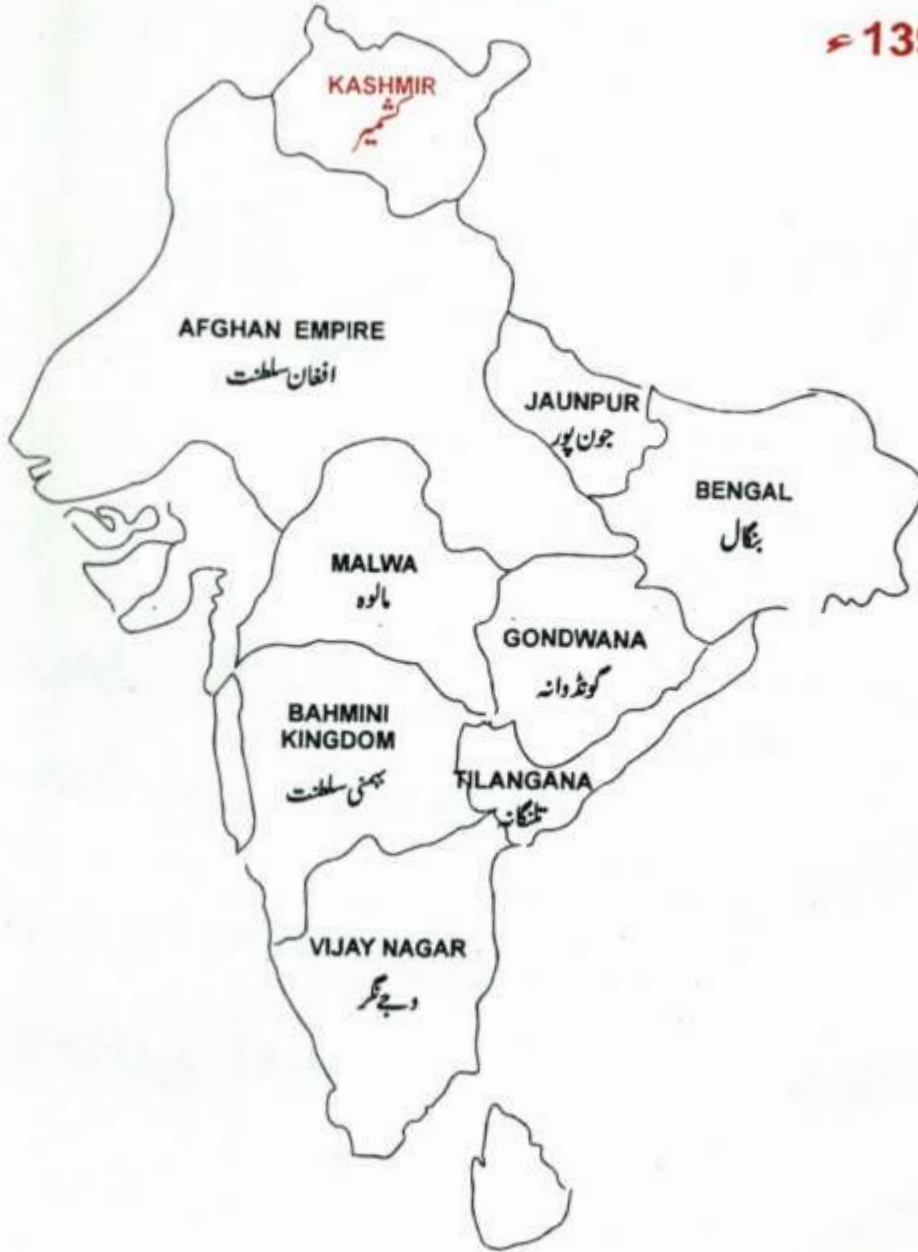 KASHMIR
کشمیر
AFGHAN EMPIRE
افغان سلطنت
JAUNPUR
جون پور
BENGAL
بنگال
MALWA
مالوہ
GONDWANA
گونڈوانہ
BAHMINI
KINGDOM
بہمنی سلطنت
TILANGANA
تلنگانہ
VIJAY NAGAR
وجے نگر